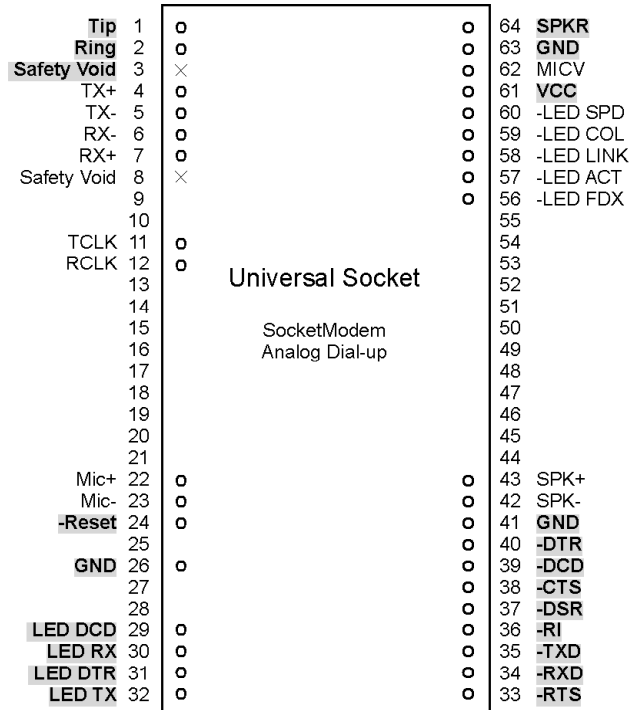 Tip 1 64 SPKR
Ring 2 63 GND
Safety Void 3 62 MICV
TX+ 4 61 VCC
TX- 5 60 -LED SPD
RX- 6 59 -LED COL
RX+ 7 58 -LED LINK
Safety Void 8 57 -LED ACT
9 56 -LED FDX
10 55
TCLK 11 54
RCLK 12 53
Universal Socket
13 52
14 51
15 SocketModem 50
16 Analog Dial-up 49
17 48
18 47
19 46
20 45
21 44
Mic+ 22 43 SPK+
Mic- 23 42 SPK-
-Reset 24 41 GND
25 40 -DTR
GND 26 39 -DCD
27 38 -CTS
28 37 -DSR
LED DCD 29 36 -RI
LED RX 30 35 -TXD
LED DTR 31 34 -RXD
LED TX 32 33 -RTS